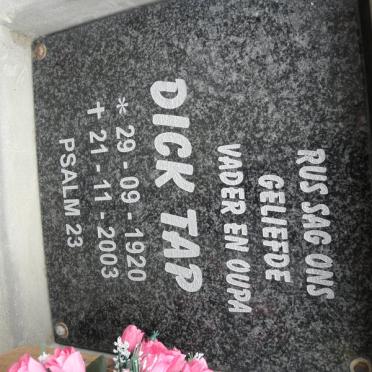 RUS SAG ONS
GELIEFDE
VADER EN OUPA
DICK TAP
* 29 - 09 - 1920
✝ 21 - 11 - 2003
PSALM 23